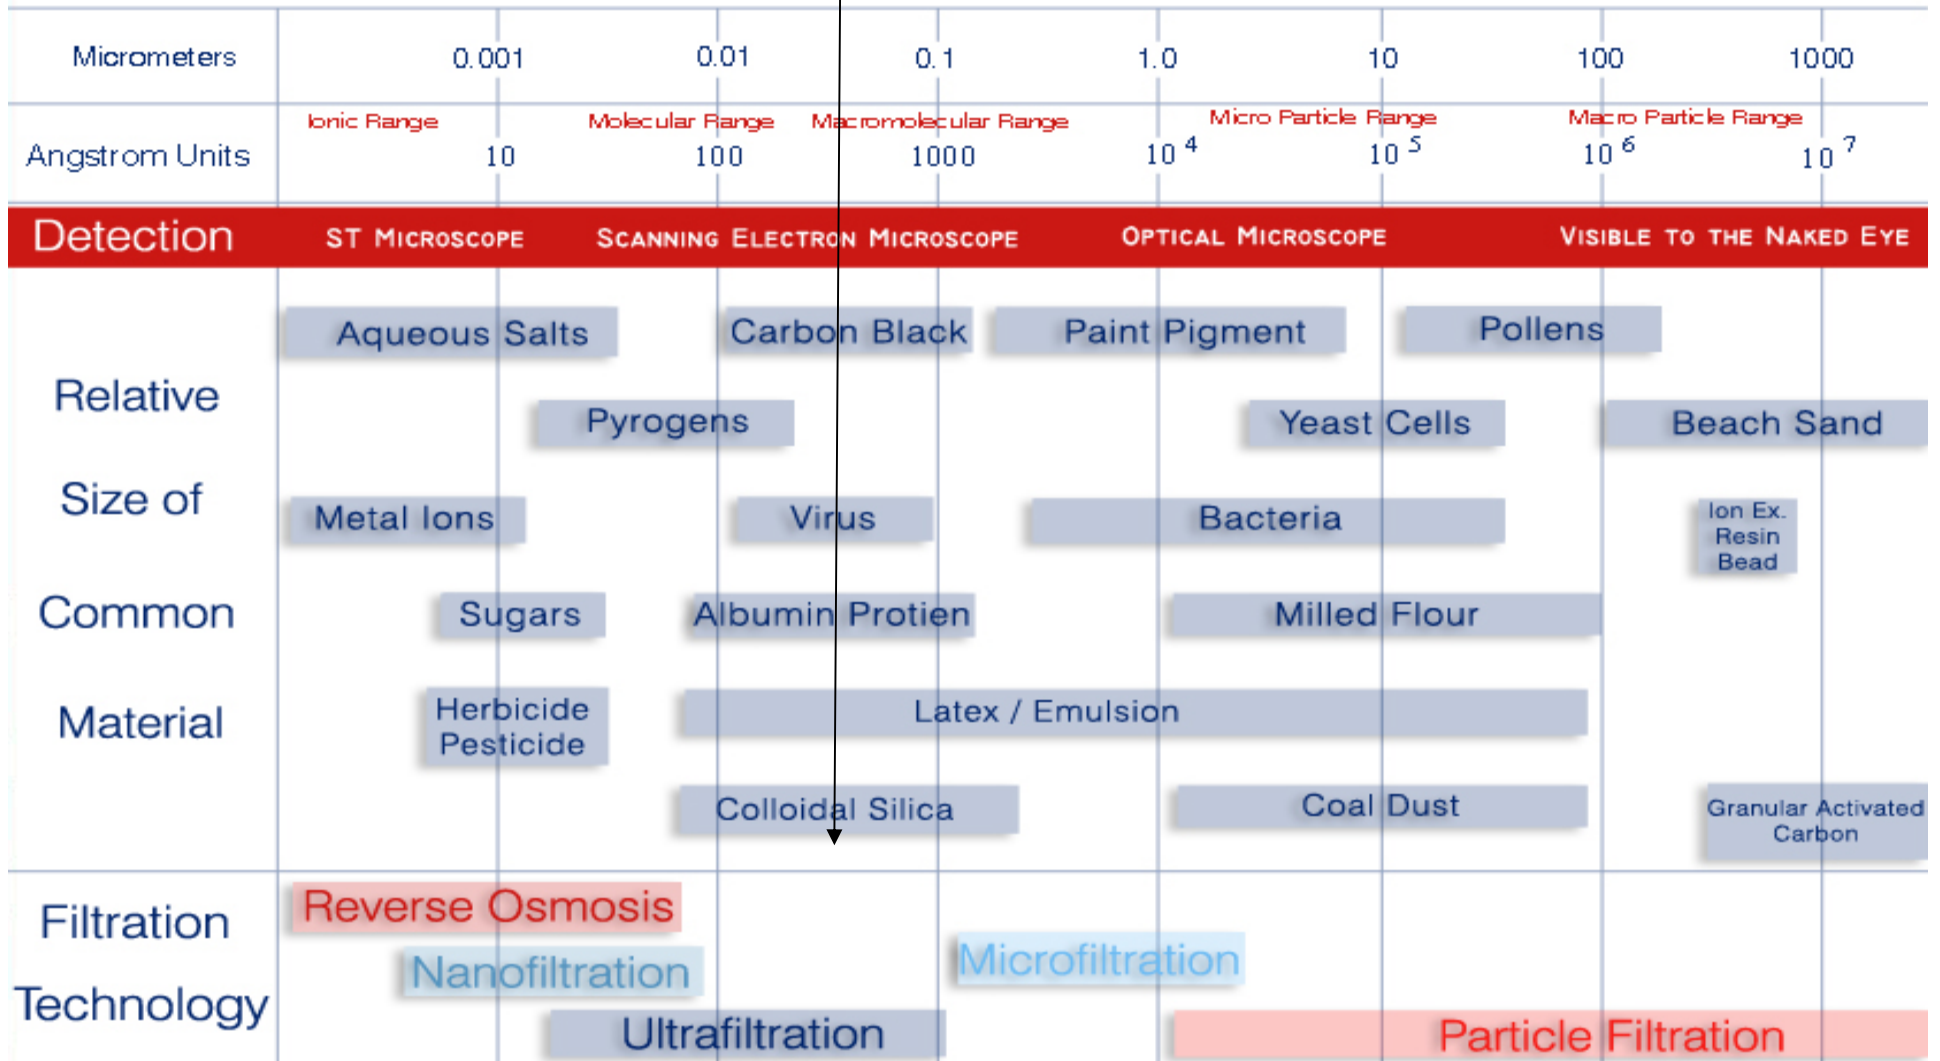 Micrometers 0.001 0.01 0.1 1.0 10 100 1000
Ionic Range Molecular Range Macromolecular Range Micro Particle Range Macro Particle Range
Angstrom Units 10 100 1000 10 4 10 5 10 6 10 7
Detection ST MICROSCOPE SCANNING ELECTRON MICROSCOPE OPTICAL MICROSCOPE VISIBLE TO THE NAKED EYE
Aqueous Salts Carbon Black Paint Pigment Pollens
Relative
Pyrogens Yeast Cells Beach Sand
Size of
Metal Ions Virus Bacteria
Ion Ex.
Resin
Bead
Common
Sugars Albumin Protien Milled Flour
Material
Herbicide
Pesticide
Latex / Emulsion
Colloidal Silica Coal Dust
Granular Activated
Carbon
Filtration
Technology
Reverse Osmosis
Nanofiltration Microfiltration
Ultrafiltration Particle Filtration